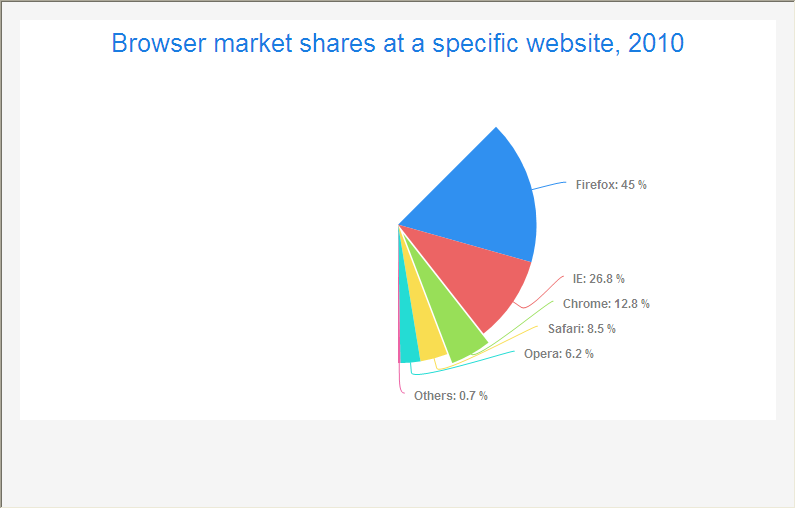 Browser market shares at a specific website, 2010
Firefox: 45 %
IE: 26.8 %
Chrome: 12.8 %
Safari: 8.5 %
Opera: 6.2 %
Others: 0.7 %